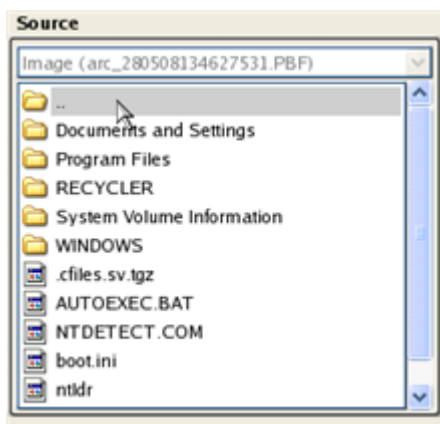 Source
Image (arc_280508134627531.PBF)
..
Documents and Settings
Program Files
RECYCLER
System Volume Information
WINDOWS
.cfiles.sv.tgz
AUTOEXEC.BAT
NTDETECT.COM
boot.ini
ntldr